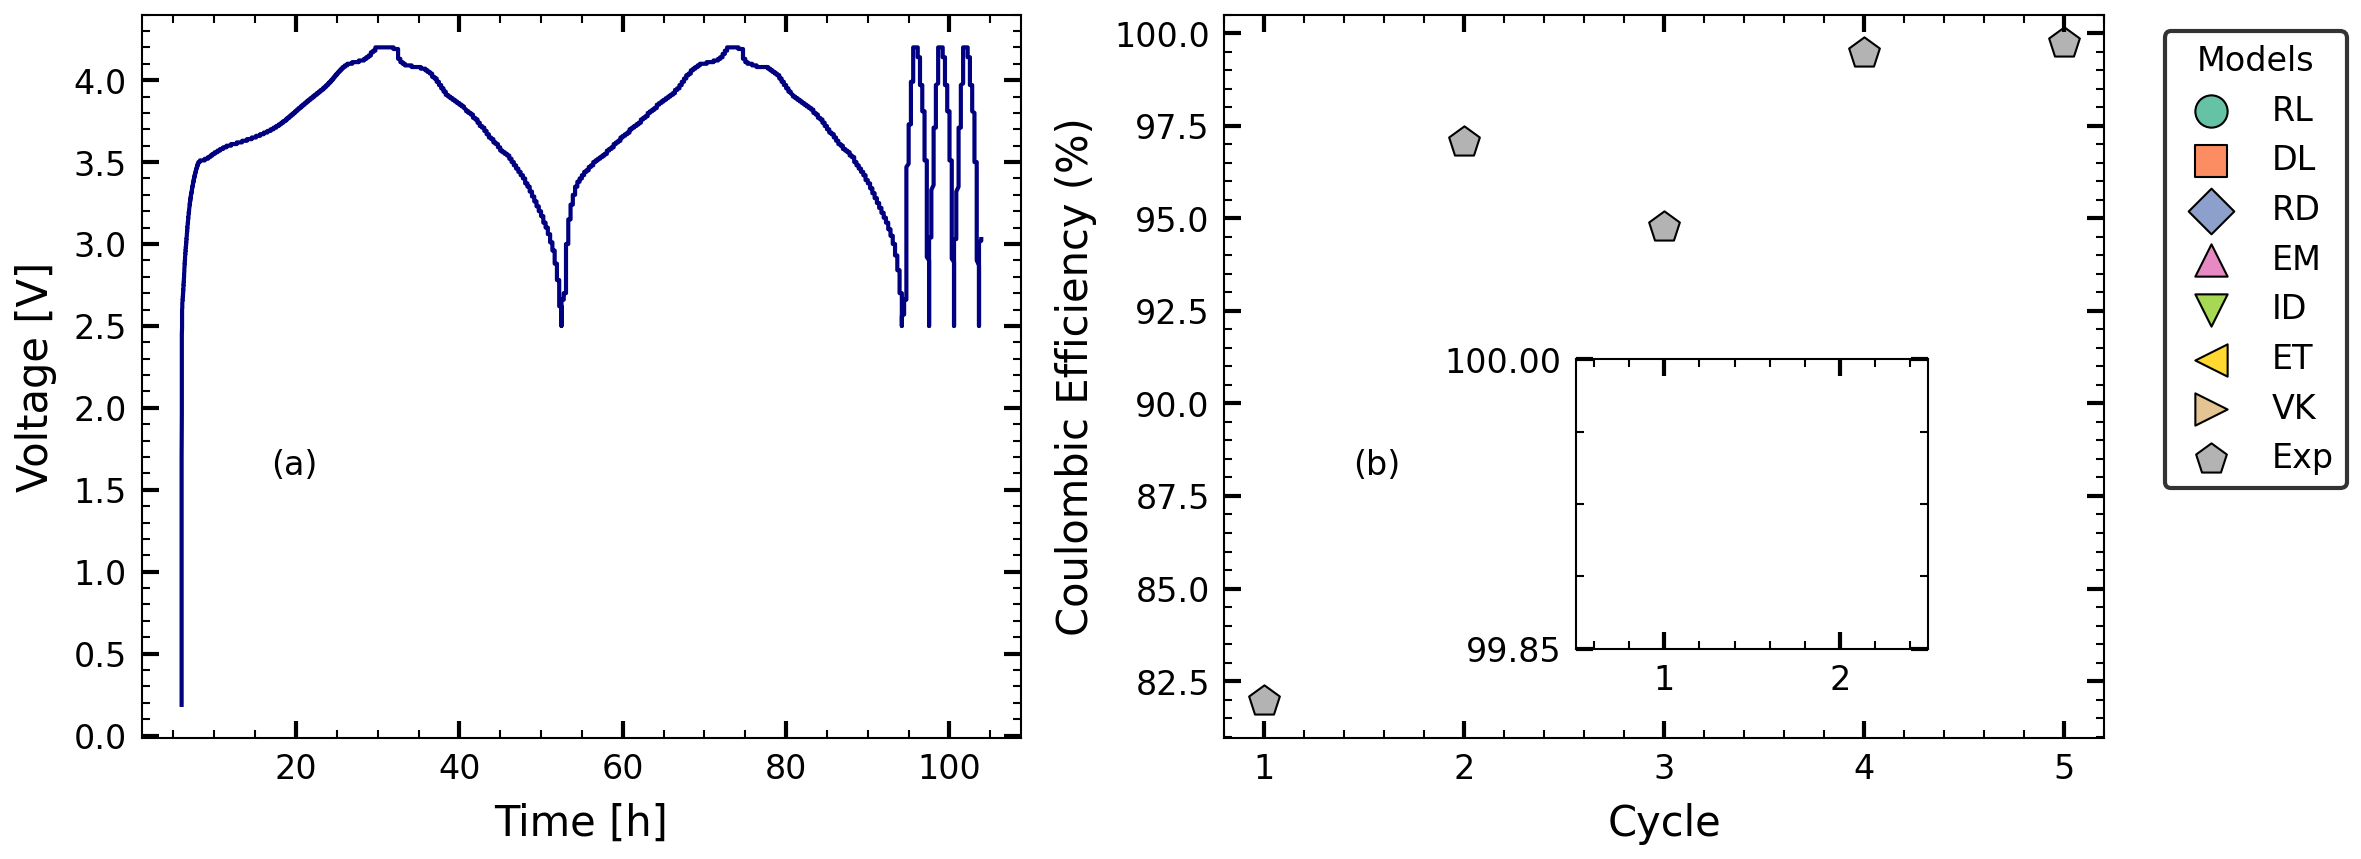 4.0
3.5
3.0
2.5
2.0
1.5
1.0
0.5
0.0
Voltage [V]
(a)
20 40 60 80 100
Time [h]
100.0
97.5
95.0
92.5
90.0
87.5
85.0
82.5
Coulombic Efficiency (%)
(b)
100.00
99.85
1 2
1 2 3 4 5
Cycle
Models
RL
DL
RD
EM
ID
ET
VK
Exp